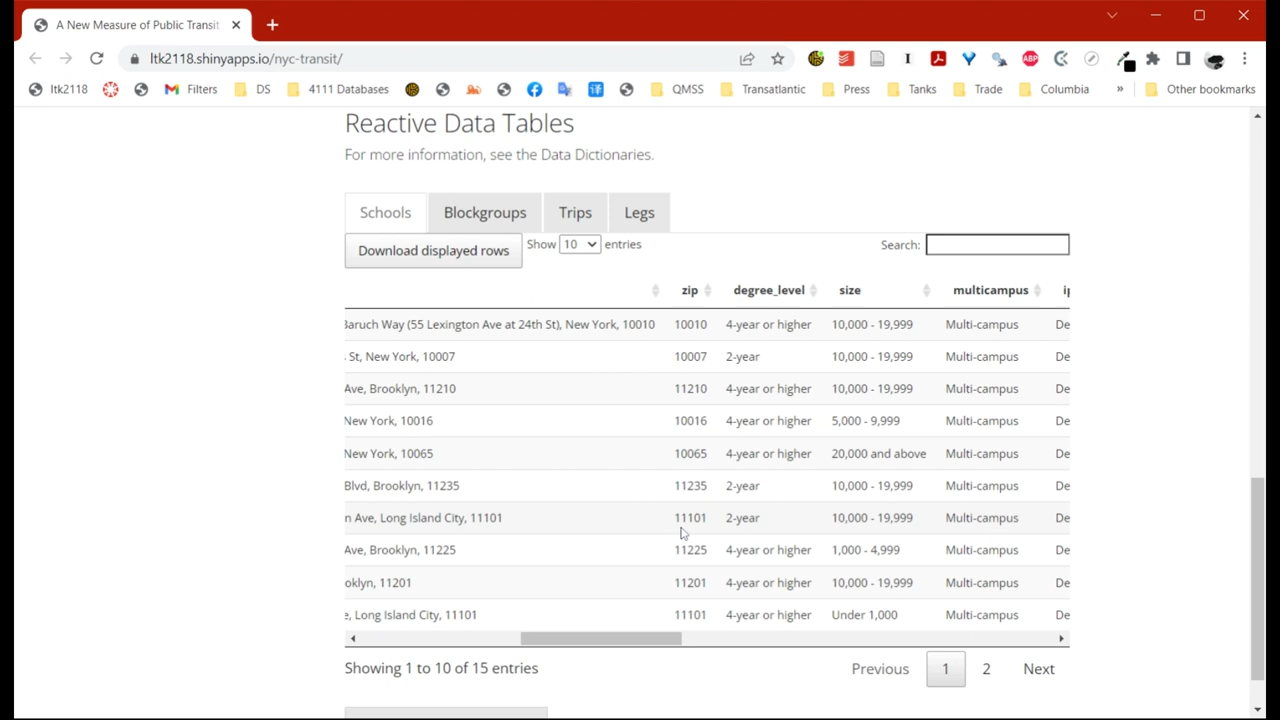 A New Measure of Public Transit
ltk2118.shinyapps.io/nyc-transit/
ltk2118 Filters DS 4111 Databases QMSS Transatlantic Press Tanks Trade Columbia » Other bookmarks
Reactive Data Tables
For more information, see the Data Dictionaries.
Schools Blockgroups Trips Legs
Download displayed rows Show 10 entries Search:
zip degree_level size multicampus
Baruch Way (55 Lexington Ave at 24th St), New York, 10010 10010 4-year or higher 10,000 - 19,999 Multi-campus De
St, New York, 10007 10007 2-year 10,000 - 19,999 Multi-campus De
Ave, Brooklyn, 11210 11210 4-year or higher 10,000 - 19,999 Multi-campus De
New York, 10016 10016 4-year or higher 5,000 - 9,999 Multi-campus De
New York, 10065 10065 4-year or higher 20,000 and above Multi-campus De
Blvd, Brooklyn, 11235 11235 2-year 10,000 - 19,999 Multi-campus De
n Ave, Long Island City, 11101 11101 2-year 10,000 - 19,999 Multi-campus De
Ave, Brooklyn, 11225 11225 4-year or higher 1,000 - 4,999 Multi-campus De
oklyn, 11201 11201 4-year or higher 10,000 - 19,999 Multi-campus De
e, Long Island City, 11101 11101 4-year or higher Under 1,000 Multi-campus De
Showing 1 to 10 of 15 entries Previous 1 2 Next